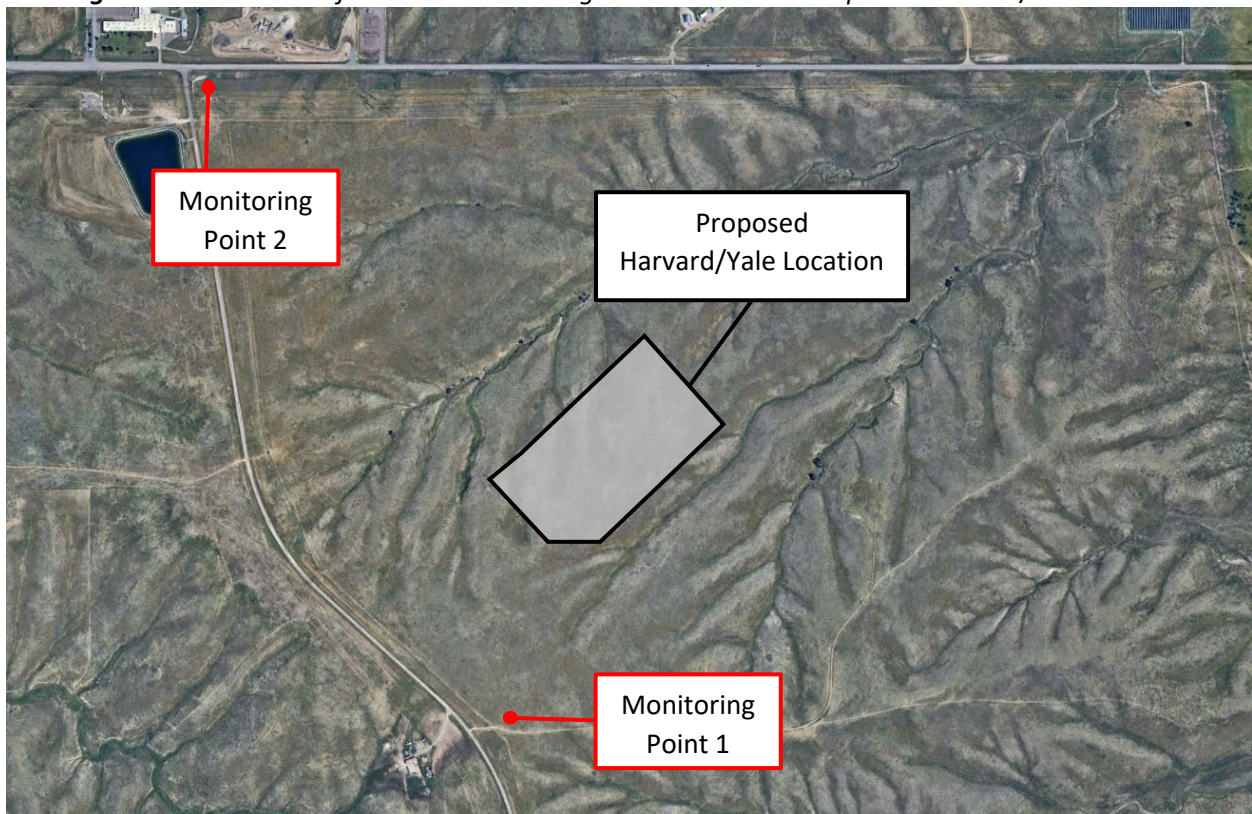 Monitoring
Point 2
Proposed
Harvard/Yale Location
Monitoring
Point 1